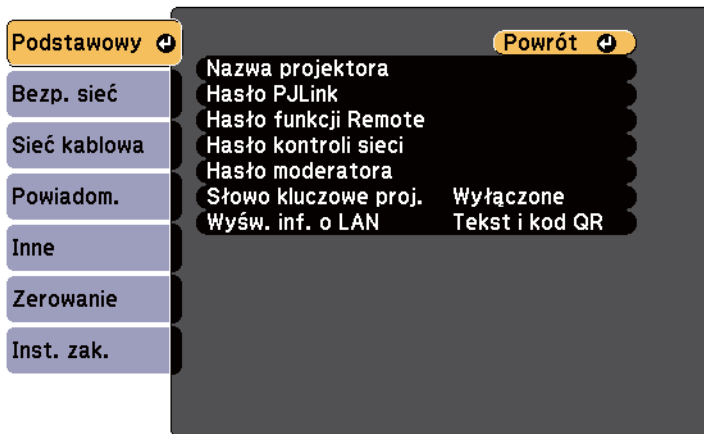 Podstawowy
Bezp. sieć
Sieć kablowa
Powiadom.
Inne
Zerowanie
Inst. zak.
Powrót
Nazwa projektora
Hasło PJLink
Hasło funkcji Remote
Hasło kontroli sieci
Hasło moderatora
Słowo kluczowe proj. Wyłączone
Wyśw. inf. o LAN Tekst i kod QR